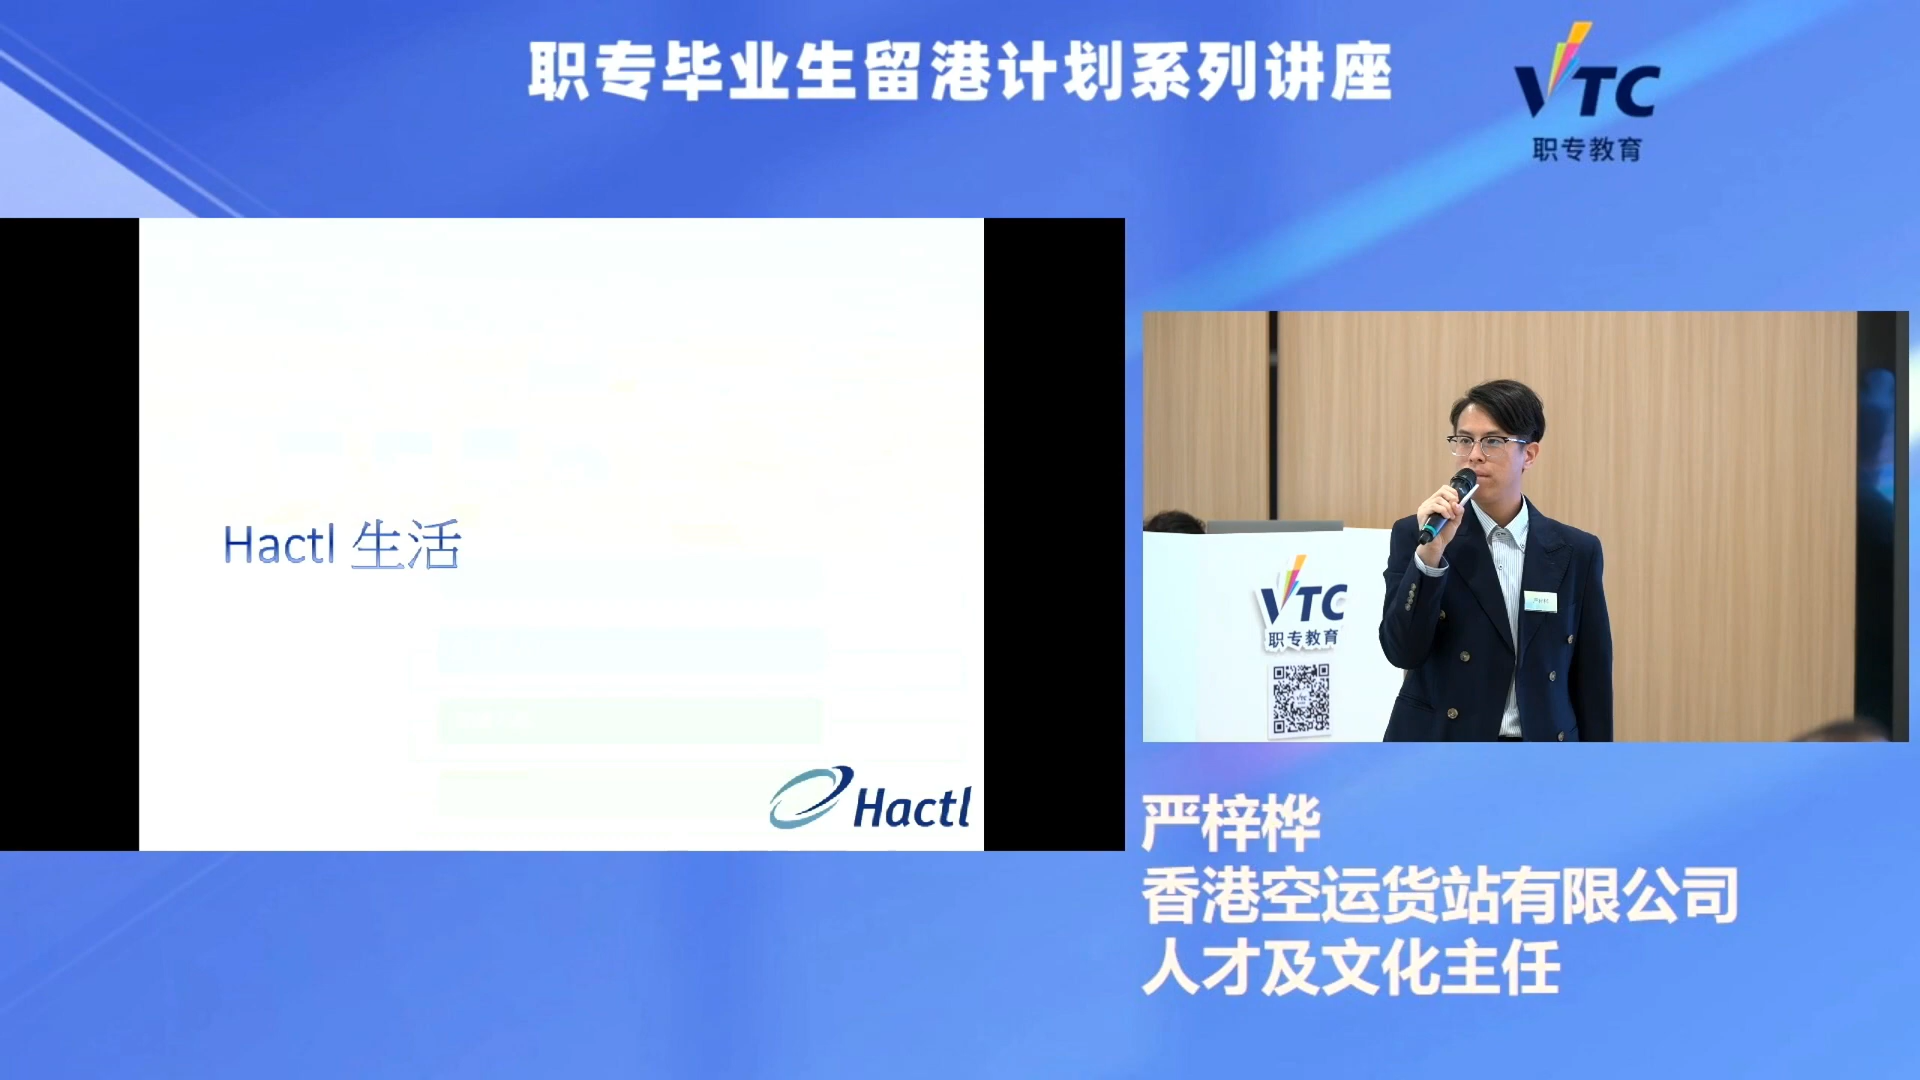 职专毕业生留港计划系列讲座
VTC
职专教育
Hactl 生活
Hactl
VTC
职专教育
严梓桦
香港空运货站有限公司
人才及文化主任